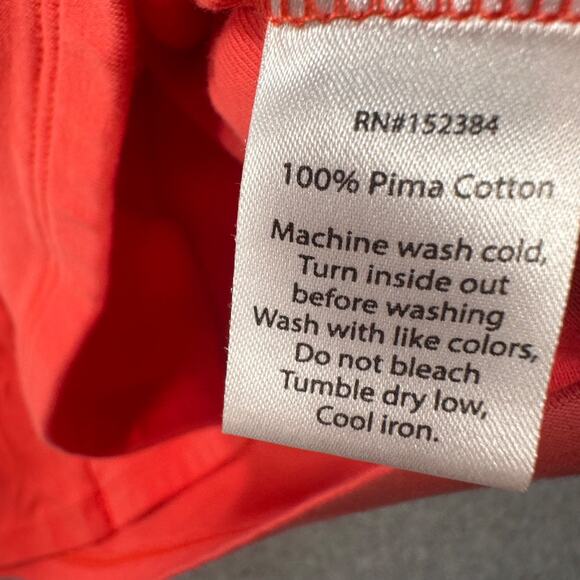 RN#152384
100% Pima Cotton
Machine wash cold,
Turn inside out
before washing
Wash with like colors,
Do not bleach
Tumble dry low,
Cool iron.